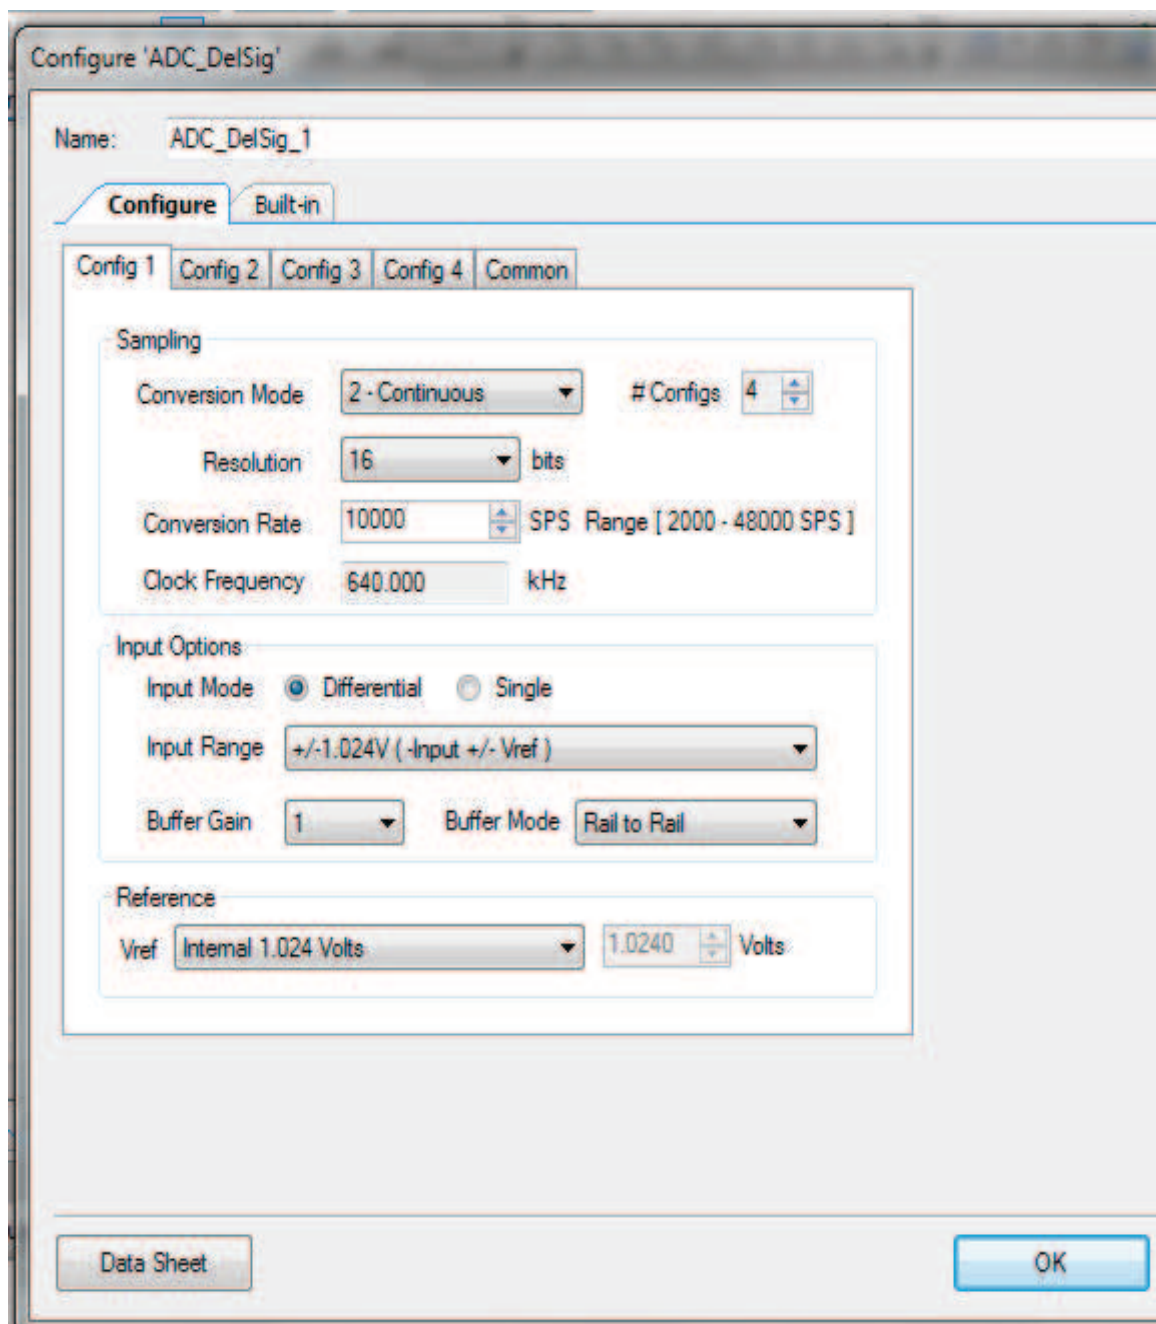 Configure 'ADC_DelSig'
Name: ADC_DelSig_1
Configure Built-in
Config 1 Config 2 Config 3 Config 4 Common
Sampling
Conversion Mode 2 - Continuous # Configs 4
Resolution 16 bits
Conversion Rate 10000 SPS Range [ 2000 - 48000 SPS ]
Clock Frequency 640.000 kHz
Input Options
Input Mode Differential Single
Input Range +/-1.024V ( -Input +/- Vref )
Buffer Gain 1 Buffer Mode Rail to Rail
Reference
Vref Internal 1.024 Volts 1.0240 Volts
Data Sheet OK